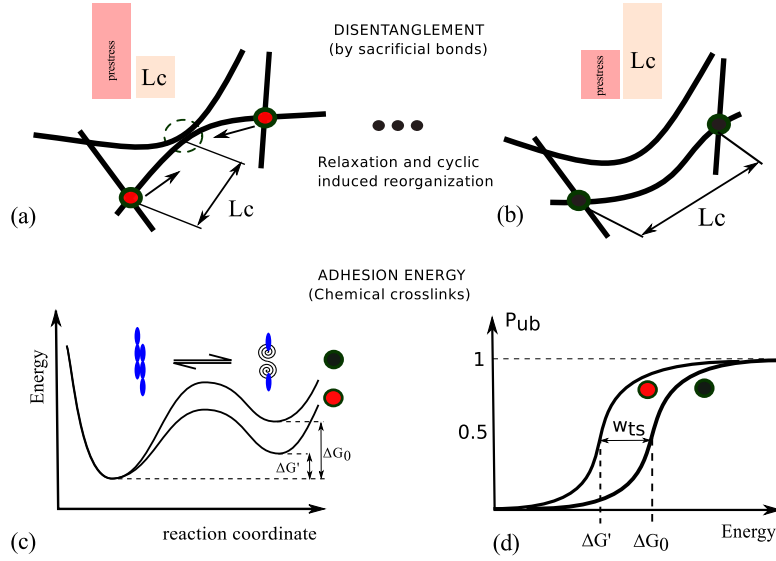 DISENTANGLEMENT
(by sacrificial bonds)
prestress
Lc
prestress
Lc
Relaxation and cyclic
induced reorganization
Lc
Lc
(a)
(b)
ADHESION ENERGY
(Chemical crosslinks)
Energy
ΔG'
ΔG₀
reaction coordinate
(c)
Pub
1
0.5
wts
ΔG'
ΔG₀
Energy
(d)